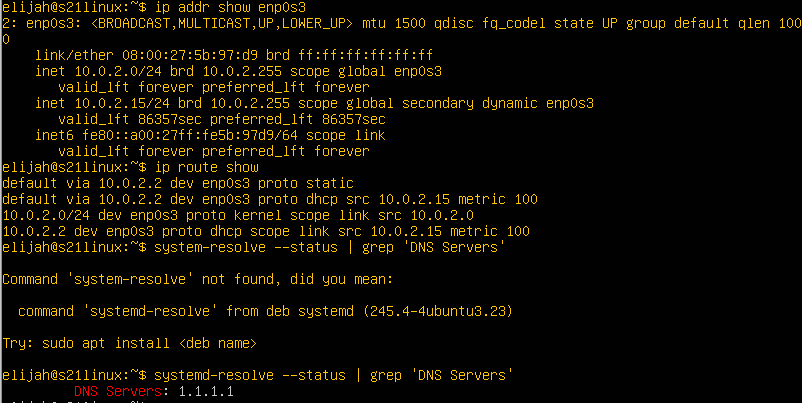 elijah@s21linux:~$ ip addr show enp0s3
2: enp0s3: <BROADCAST,MULTICAST,UP,LOWER_UP> mtu 1500 qdisc fq_codel state UP group default qlen 100
0
    link/ether 08:00:27:5b:97:d9 brd ff:ff:ff:ff:ff:ff
    inet 10.0.2.0/24 brd 10.0.2.255 scope global enp0s3
       valid_lft forever preferred_lft forever
    inet 10.0.2.15/24 brd 10.0.2.255 scope global secondary dynamic enp0s3
       valid_lft 86357sec preferred_lft 86357sec
    inet6 fe80::a00:27ff:fe5b:97d9/64 scope link
       valid_lft forever preferred_lft forever
elijah@s21linux:~$ ip route show
default via 10.0.2.2 dev enp0s3 proto static
default via 10.0.2.2 dev enp0s3 proto dhcp src 10.0.2.15 metric 100
10.0.2.0/24 dev enp0s3 proto kernel scope link src 10.0.2.0
10.0.2.2 dev enp0s3 proto dhcp scope link src 10.0.2.15 metric 100
elijah@s21linux:~$ system-resolve --status | grep 'DNS Servers'

Command 'system-resolve' not found, did you mean:

  command 'systemd-resolve' from deb systemd (245.4-4ubuntu3.23)

Try: sudo apt install <deb name>

elijah@s21linux:~$ systemd-resolve --status | grep 'DNS Servers'
         DNS Servers: 1.1.1.1